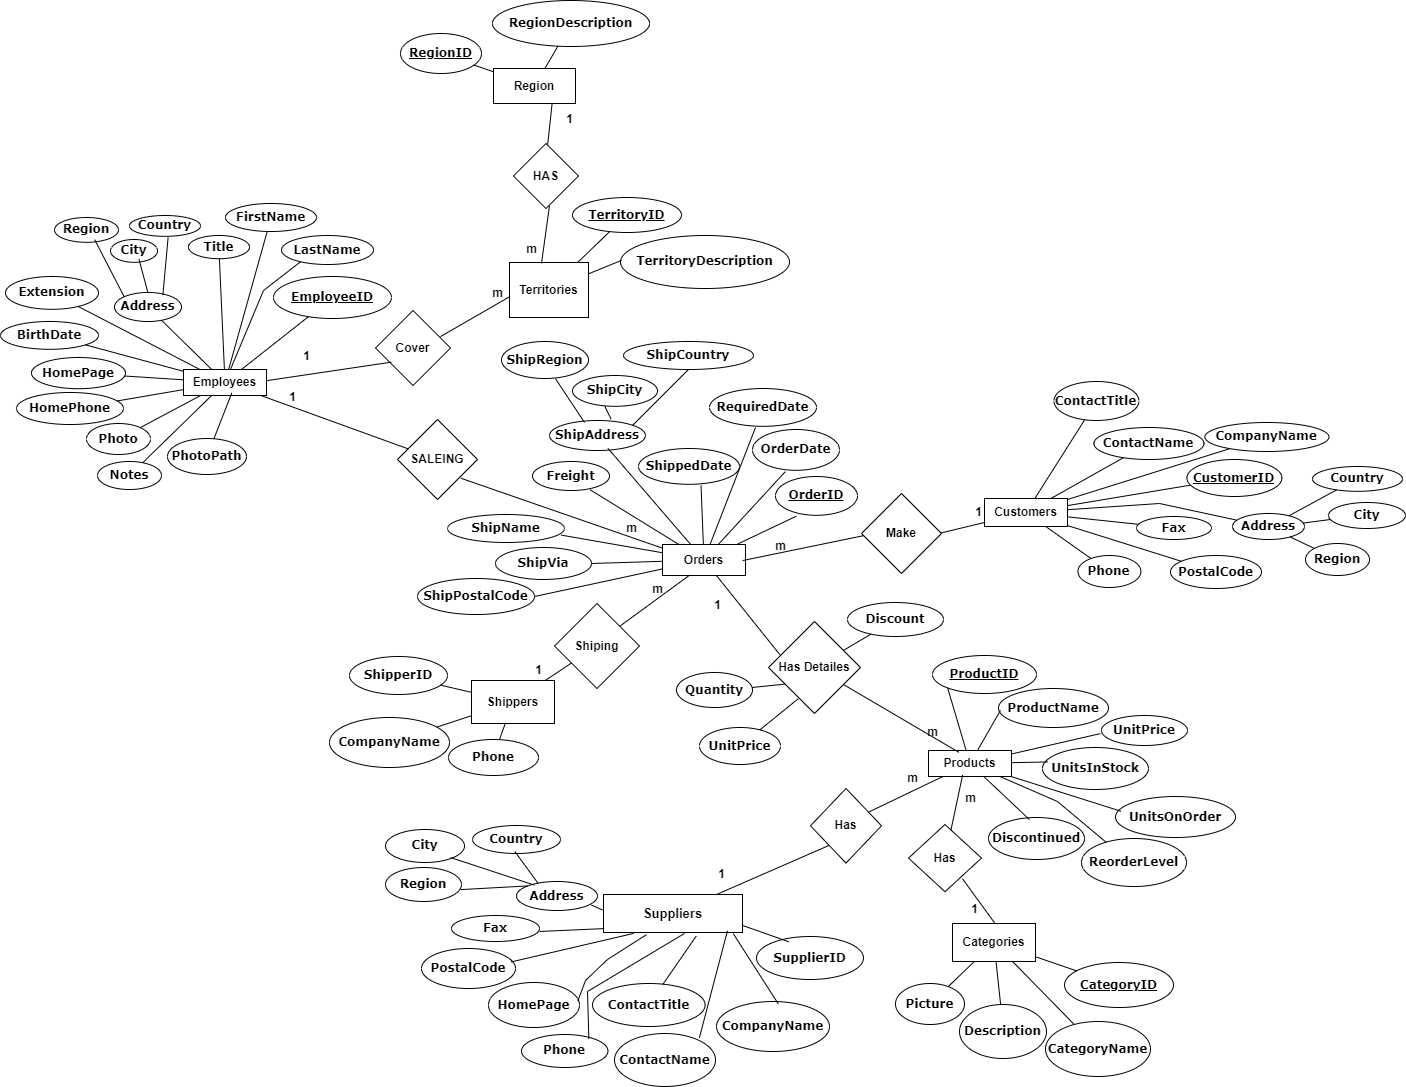 RegionDescription
RegionID
Region
1
HAS
TerritoryID
m
TerritoryDescription
Territories
FirstName
Country
Region
City
Title
LastName
Extension
Address
EmployeeID
m
BirthDate
Cover
1
HomePage
Employees
1
HomePhone
Photo
PhotoPath
Notes
SALEING
ShipRegion
ShipCountry
ShipCity
RequiredDate
ShipAddress
OrderDate
Freight
ShippedDate
OrderID
ShipName
m
ShipVia
Orders
m
ShipPostalCode
m
1
Make
1
ContactTitle
ContactName
CompanyName
CustomerID
Country
Customers
Fax
Address
City
Region
Phone
PostalCode
Shiping
1
ShipperID
Shippers
CompanyName
Phone
Discount
Has Detailes
Quantity
UnitPrice
m
ProductID
ProductName
UnitPrice
Products
UnitsInStock
m
m
UnitsOnOrder
Discontinued
ReorderLevel
Has
Has
1
1
Country
City
Region
Address
Suppliers
Fax
PostalCode
SupplierID
HomePage
ContactTitle
CompanyName
Phone
ContactName
Categories
CategoryID
Picture
Description
CategoryName